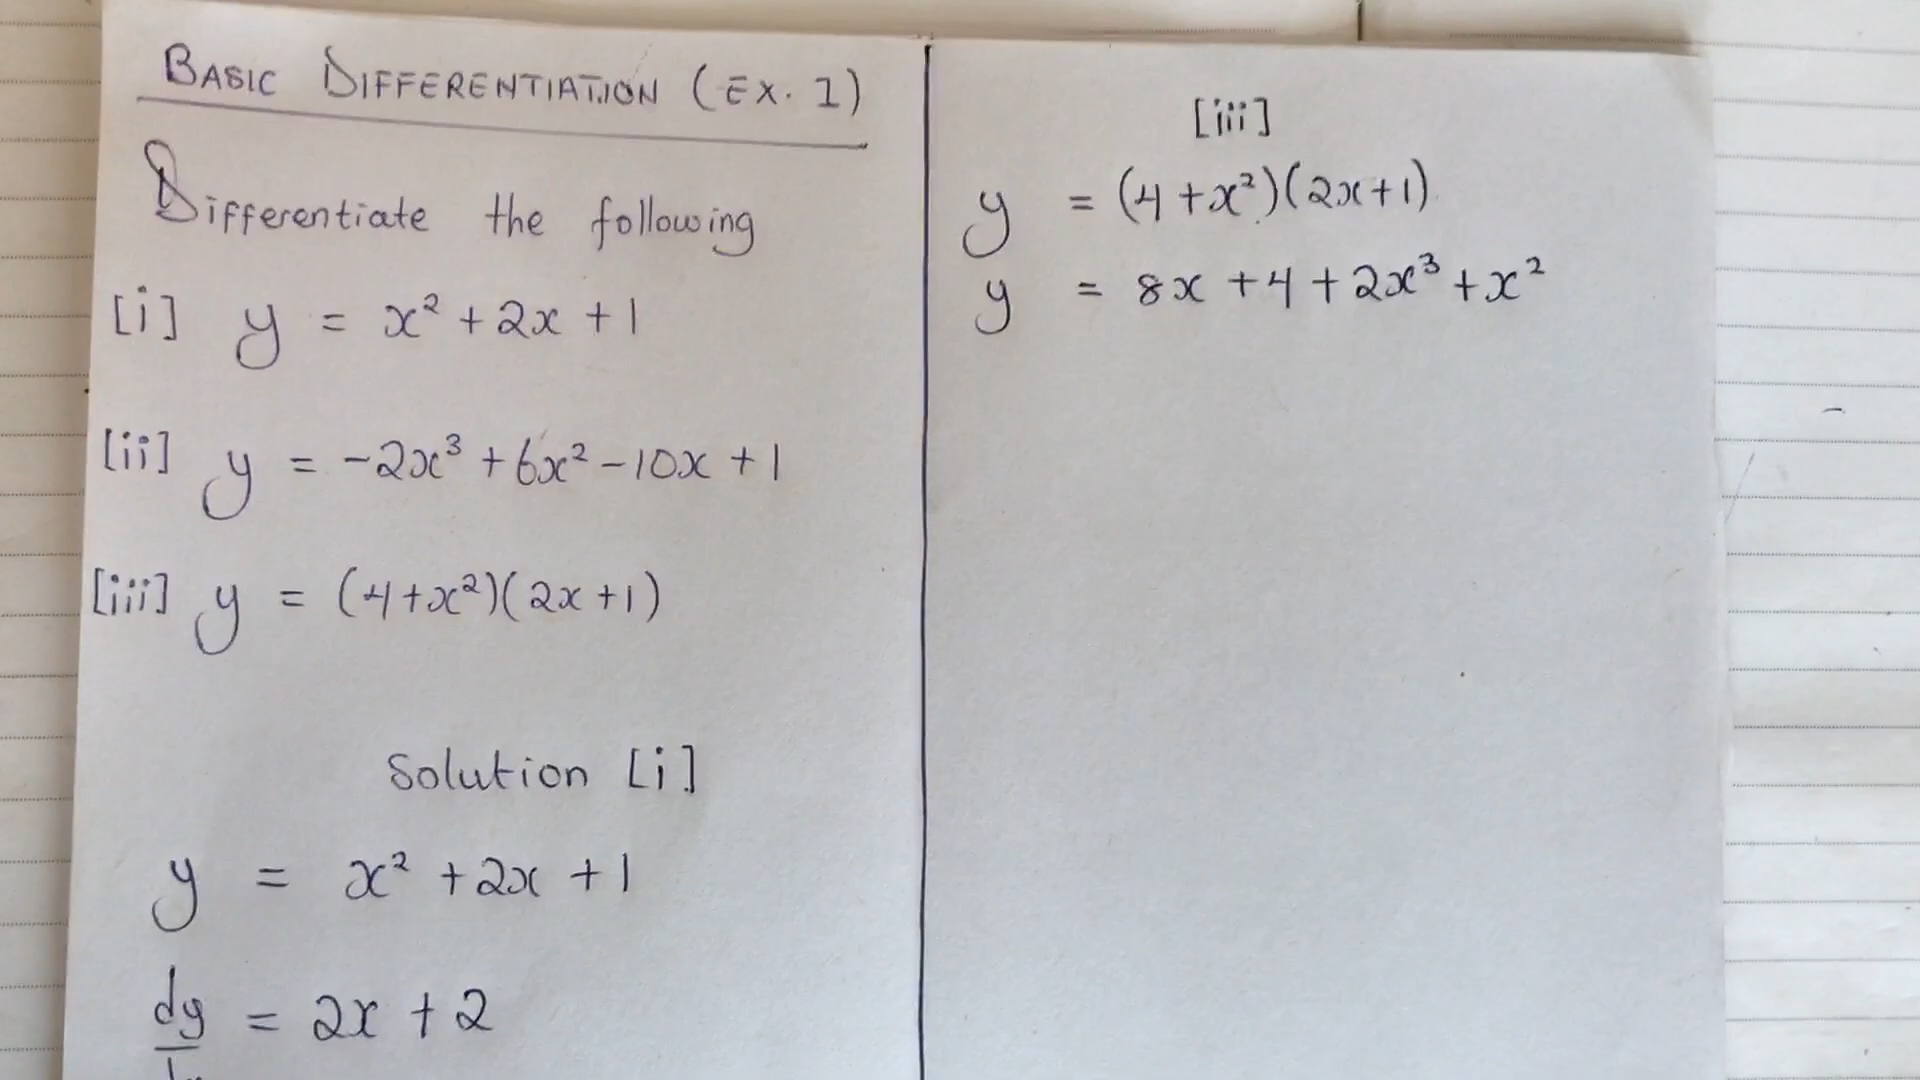 BASIC DIFFERENTIATION (EX. 1)
Differentiate the following
[i] y = x² + 2x + 1
[ii] y = -2x³ + 6x² - 10x + 1
[iii] y = (4+x²)(2x+1)
Solution [i]
y = x² + 2x + 1
dy = 2x + 2
[iii]
y = (4+x²)(2x+1)
y = 8x + 4 + 2x³ + x²